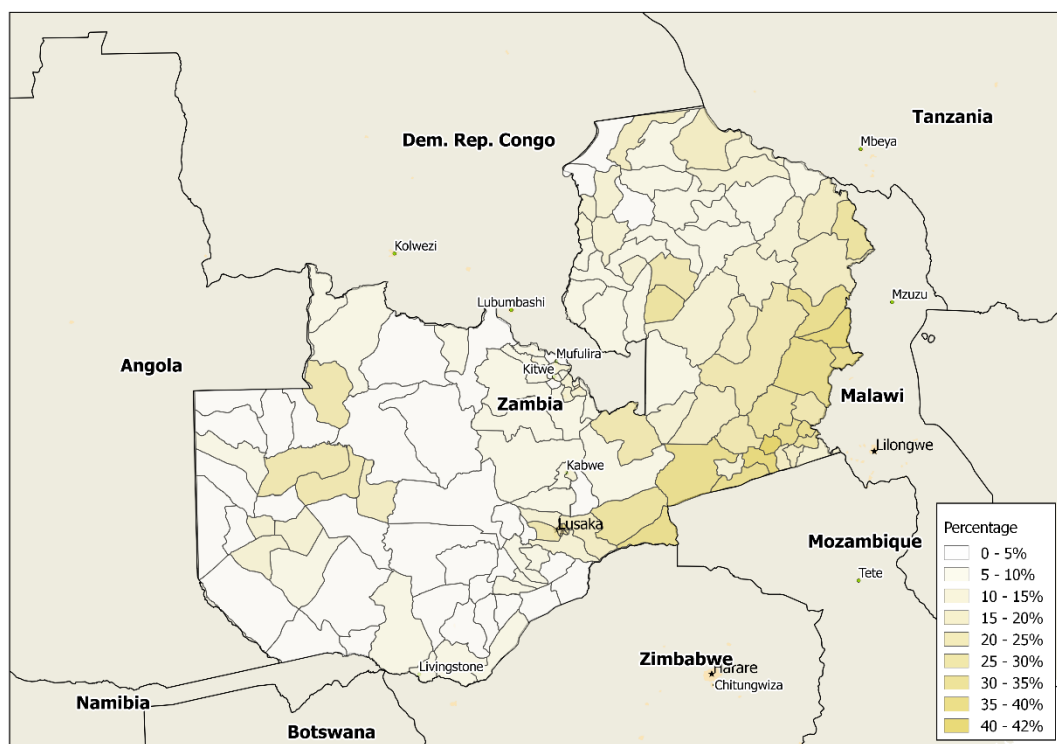 Tanzania
Dem. Rep. Congo
Mbeya
Kolwezi
Mzuzu
Lubumbashi
Mufulira
Angola
Kitwe
Malawi
Zambia
Lilongwe
Kabwe
Lusaka
Mozambique
Tete
Zimbabwe
Harare
Livingstone
Chitungwiza
Namibia
Botswana
Percentage
0 - 5%
5 - 10%
10 - 15%
15 - 20%
20 - 25%
25 - 30%
30 - 35%
35 - 40%
40 - 42%